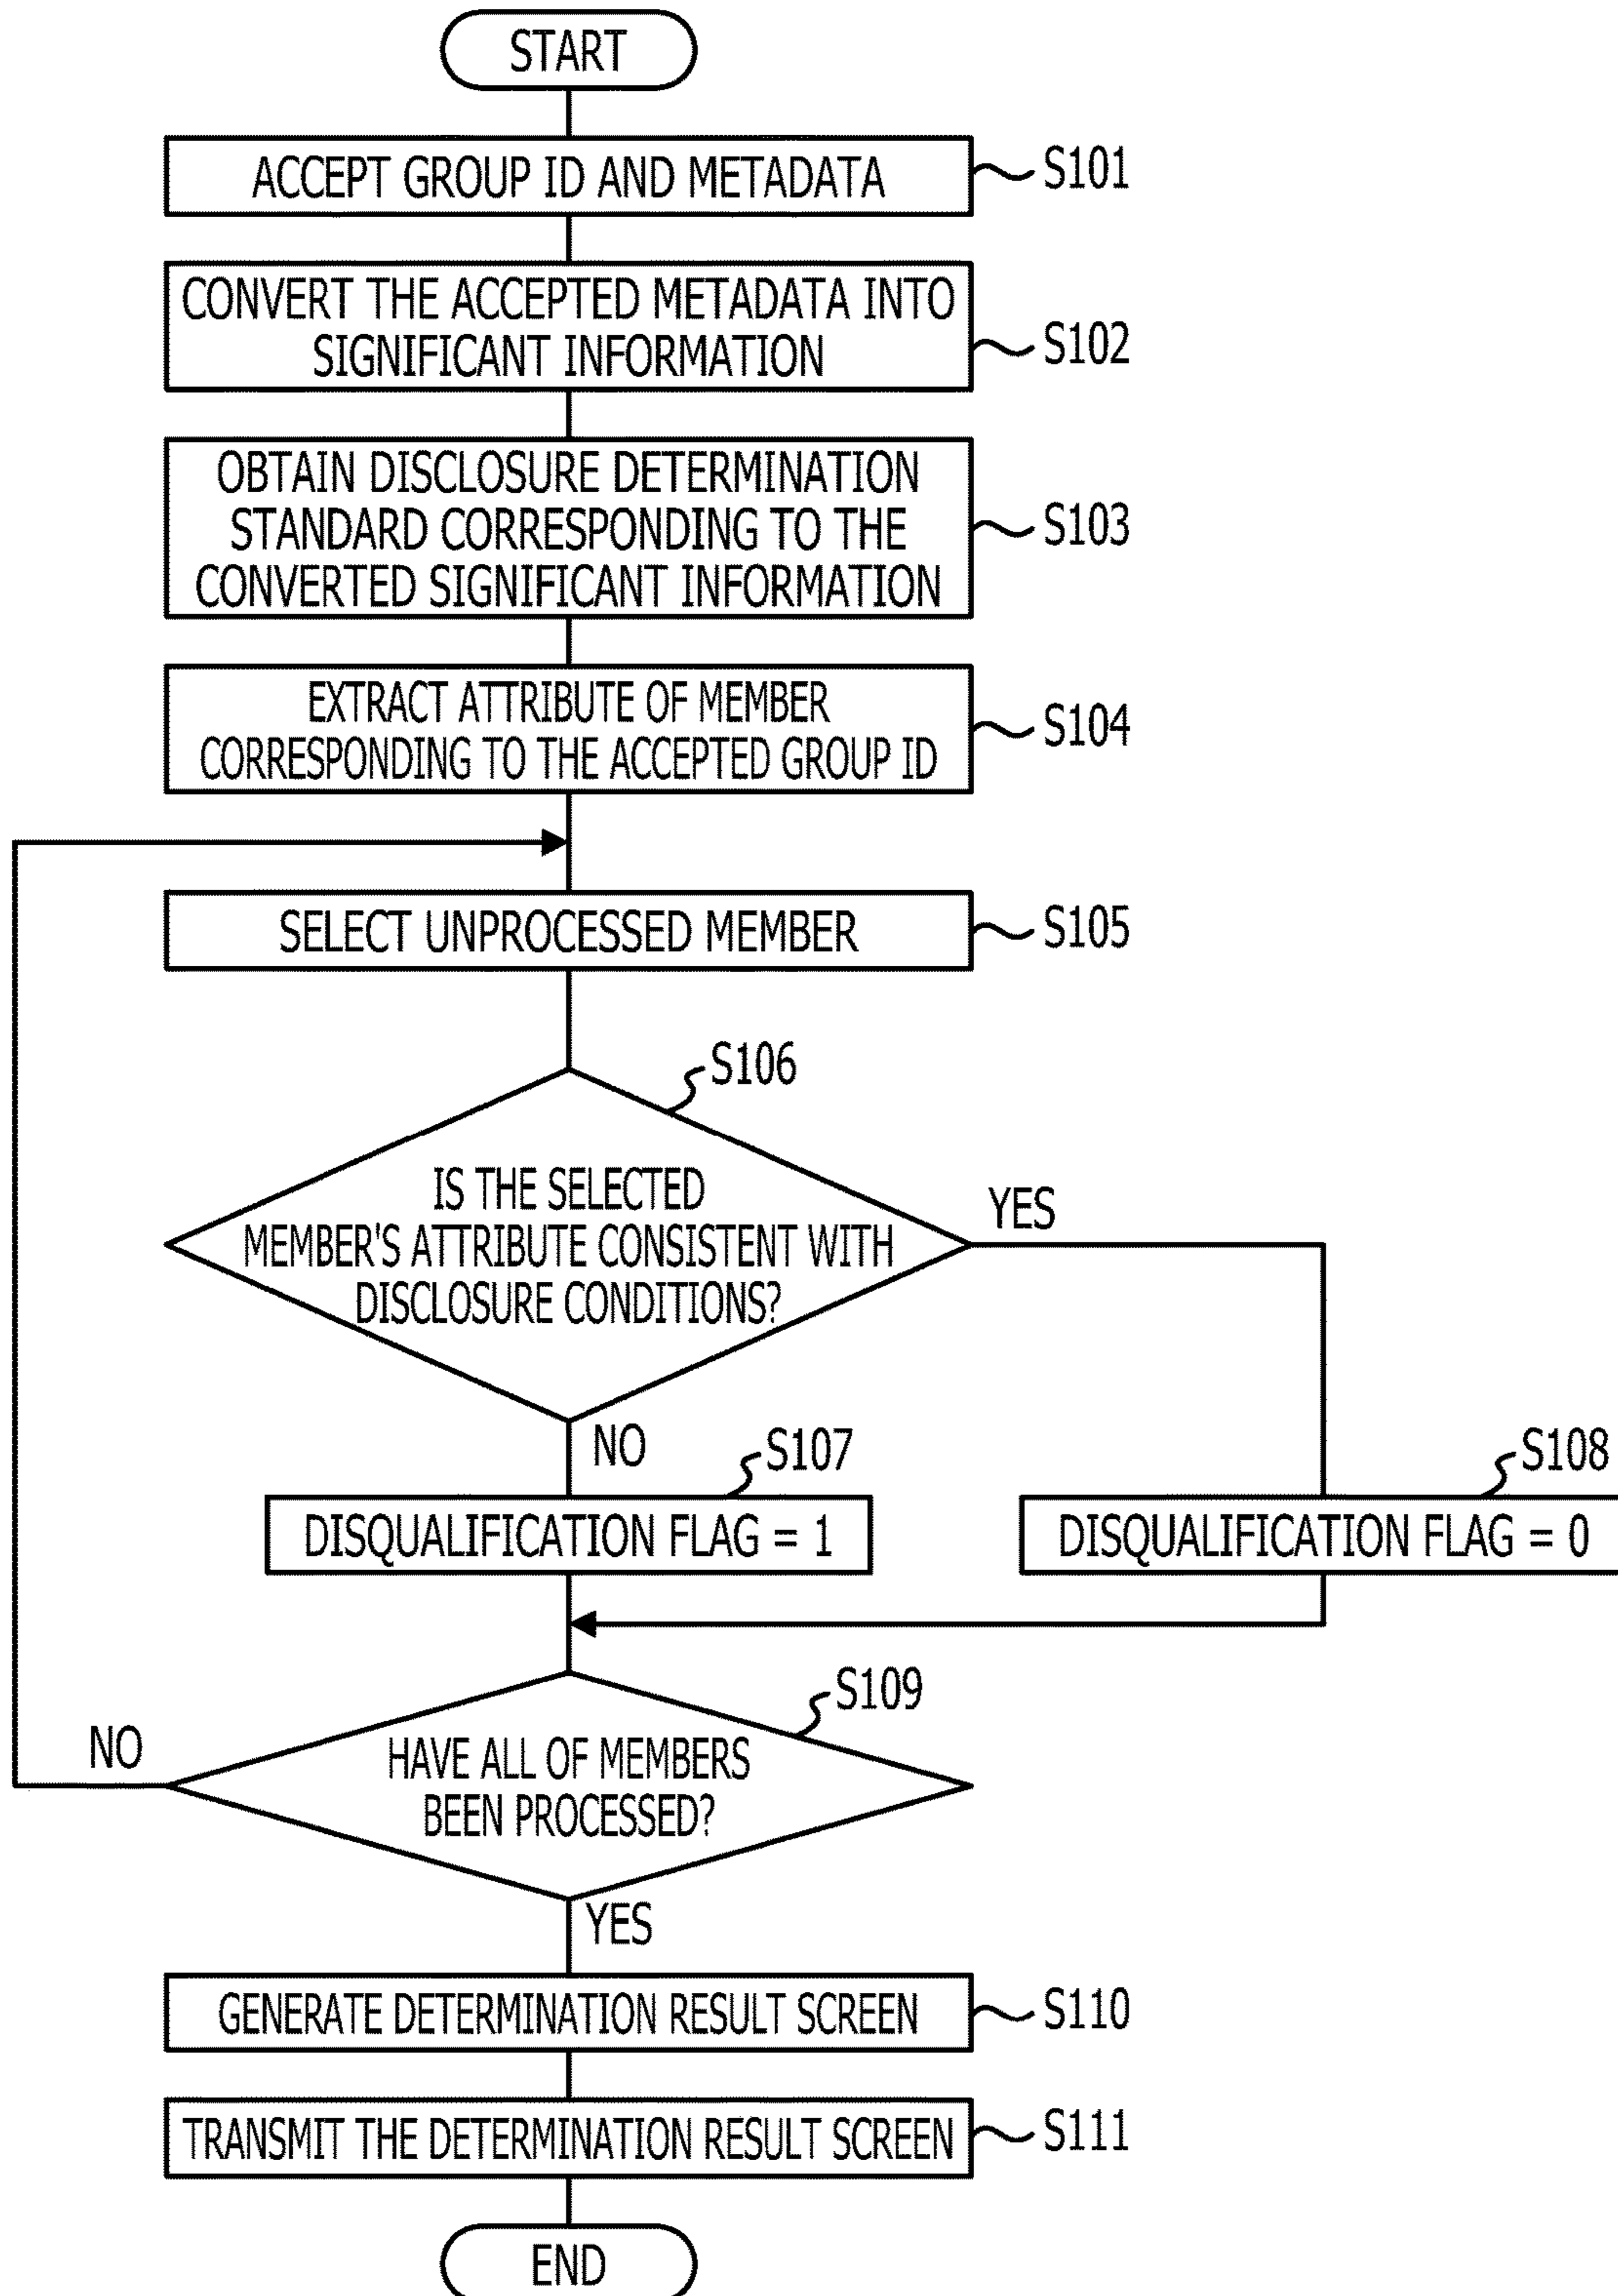 START
ACCEPT GROUP ID AND METADATA
S101
CONVERT THE ACCEPTED METADATA INTO
SIGNIFICANT INFORMATION
S102
OBTAIN DISCLOSURE DETERMINATION
STANDARD CORRESPONDING TO THE
CONVERTED SIGNIFICANT INFORMATION
S103
EXTRACT ATTRIBUTE OF MEMBER
CORRESPONDING TO THE ACCEPTED GROUP ID
S104
SELECT UNPROCESSED MEMBER
S105
S106
IS THE SELECTED
MEMBER'S ATTRIBUTE CONSISTENT WITH
DISCLOSURE CONDITIONS?
YES
NO
S107
DISQUALIFICATION FLAG = 1
S108
DISQUALIFICATION FLAG = 0
S109
HAVE ALL OF MEMBERS
BEEN PROCESSED?
NO
YES
GENERATE DETERMINATION RESULT SCREEN
S110
TRANSMIT THE DETERMINATION RESULT SCREEN
S111
END